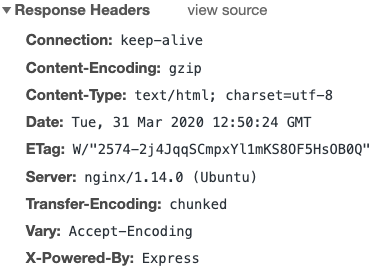 Response Headers view source
Connection: keep-alive
Content-Encoding: gzip
Content-Type: text/html; charset=utf-8
Date: Tue, 31 Mar 2020 12:50:24 GMT
ETag: W/"2574-2j4JqqSCmpxYl1mKS8OF5HsOB0Q"
Server: nginx/1.14.0 (Ubuntu)
Transfer-Encoding: chunked
Vary: Accept-Encoding
X-Powered-By: Express